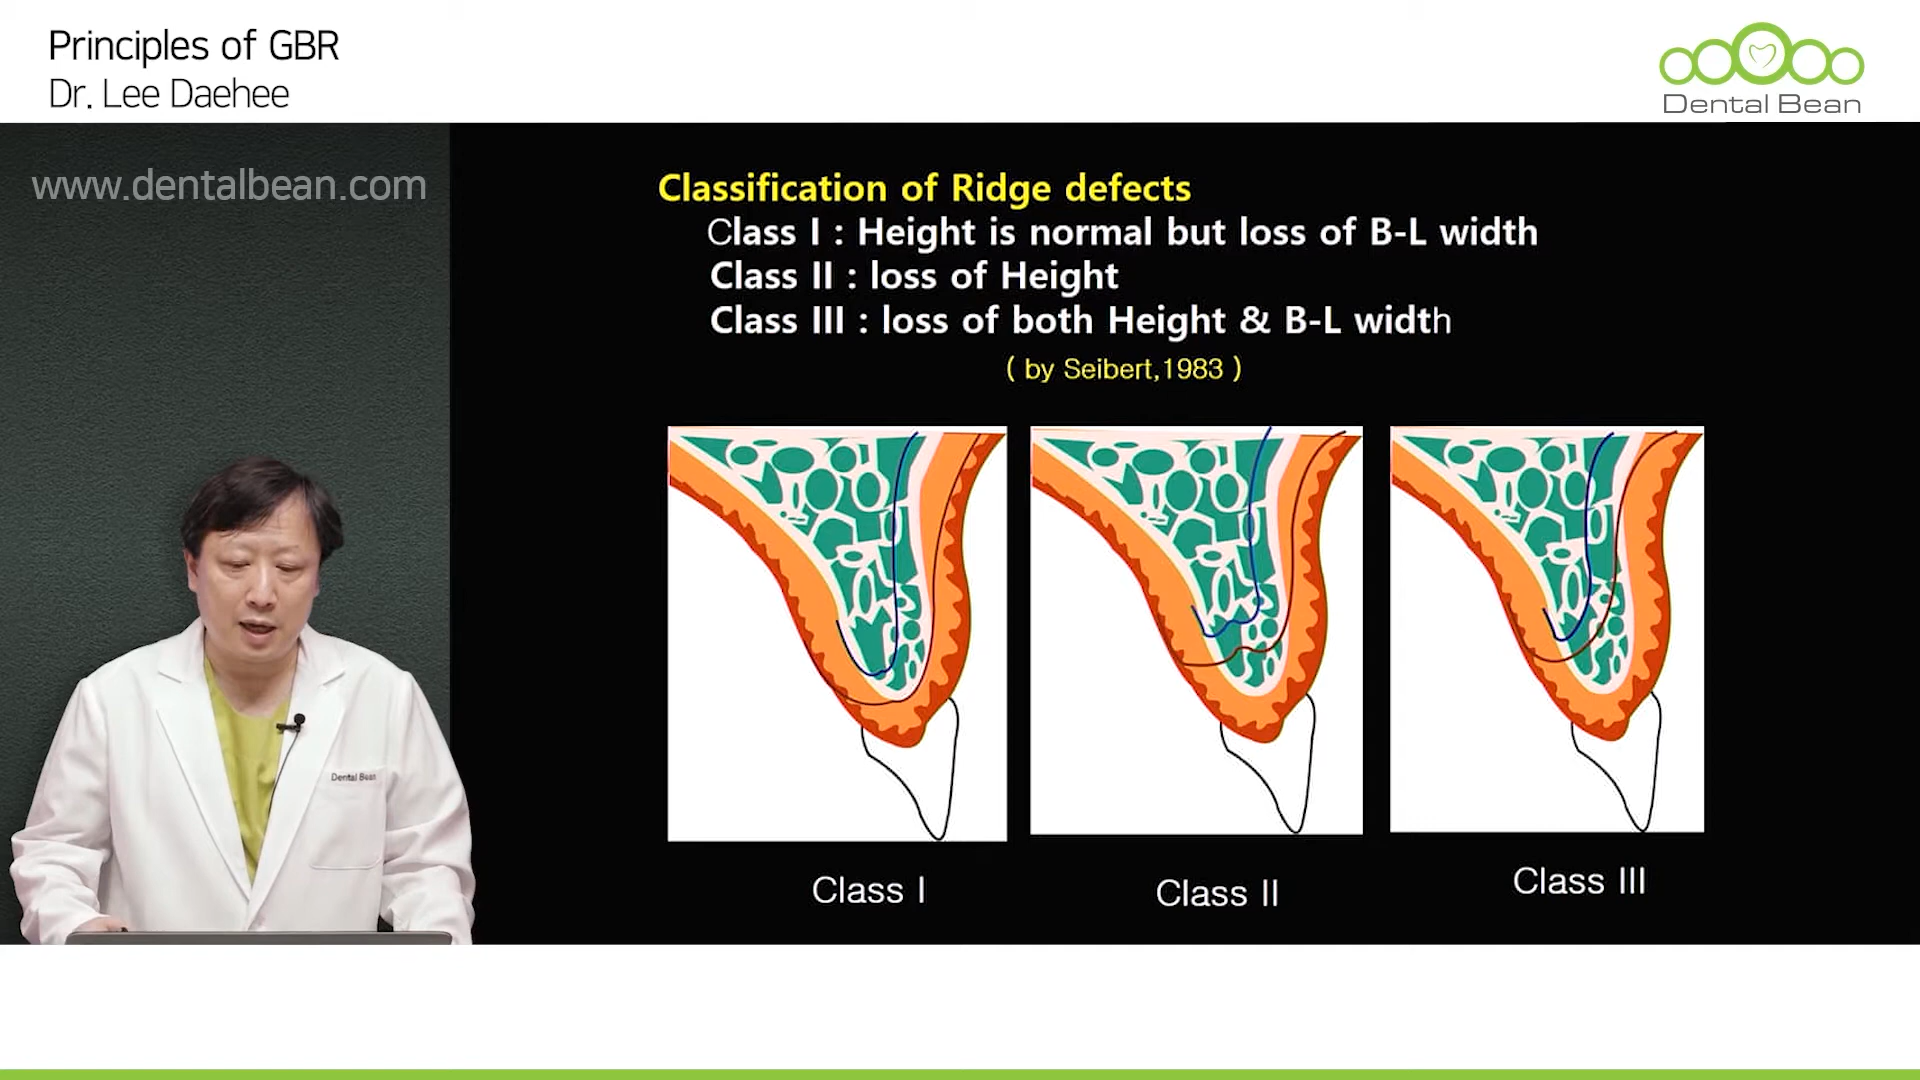 Principles of GBR
Dr. Lee Daehee
Dental Bean
www.dentalbean.com
Classification of Ridge defects
Class I : Height is normal but loss of B-L width
Class II : loss of Height
Class III : loss of both Height & B-L width
( by Seibert,1983 )
Dental Bean
Class I
Class II
Class III